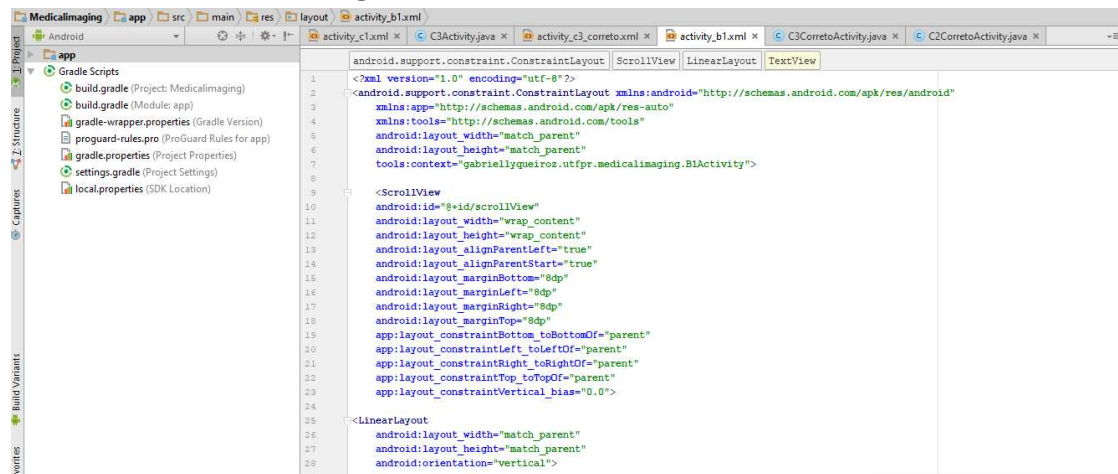 Medicalimaging app src main res layout activity_b1.xml
Android
activity_c1.xml × C3Activity.java × activity_c3_correto.xml × activity_b1.xml × C3CorretoActivity.java × C2CorretoActivity.java ×
1: Project
7: Structure
Captures
Build Variants
app
Gradle Scripts
build.gradle (Project: Medicalimaging)
build.gradle (Module: app)
gradle-wrapper.properties (Gradle Version)
proguard-rules.pro (ProGuard Rules for app)
gradle.properties (Project Properties)
settings.gradle (Project Settings)
local.properties (SDK Location)
android.support.constraint.ConstraintLayout ScrollView LinearLayout TextView
1 <?xml version="1.0" encoding="utf-8"?>
2 <android.support.constraint.ConstraintLayout xmlns:android="http://schemas.android.com/apk/res/android"
3 xmlns:app="http://schemas.android.com/apk/res-auto"
4 xmlns:tools="http://schemas.android.com/tools"
5 android:layout_width="match_parent"
6 android:layout_height="match_parent"
7 tools:context="gabriellyqueiroz.utfpr.medicalimaging.B1Activity">
8
9 <ScrollView
10 android:id="@+id/scrollView"
11 android:layout_width="wrap_content"
12 android:layout_height="wrap_content"
13 android:layout_alignParentLeft="true"
14 android:layout_alignParentStart="true"
15 android:layout_marginBottom="8dp"
16 android:layout_marginLeft="8dp"
17 android:layout_marginRight="8dp"
18 android:layout_marginTop="8dp"
19 app:layout_constraintBottom_toBottomOf="parent"
20 app:layout_constraintLeft_toLeftOf="parent"
21 app:layout_constraintRight_toRightOf="parent"
22 app:layout_constraintTop_toTopOf="parent"
23 app:layout_constraintVertical_bias="0.0">
24
25 <LinearLayout
26 android:layout_width="match_parent"
27 android:layout_height="match_parent"
28 android:orientation="vertical">